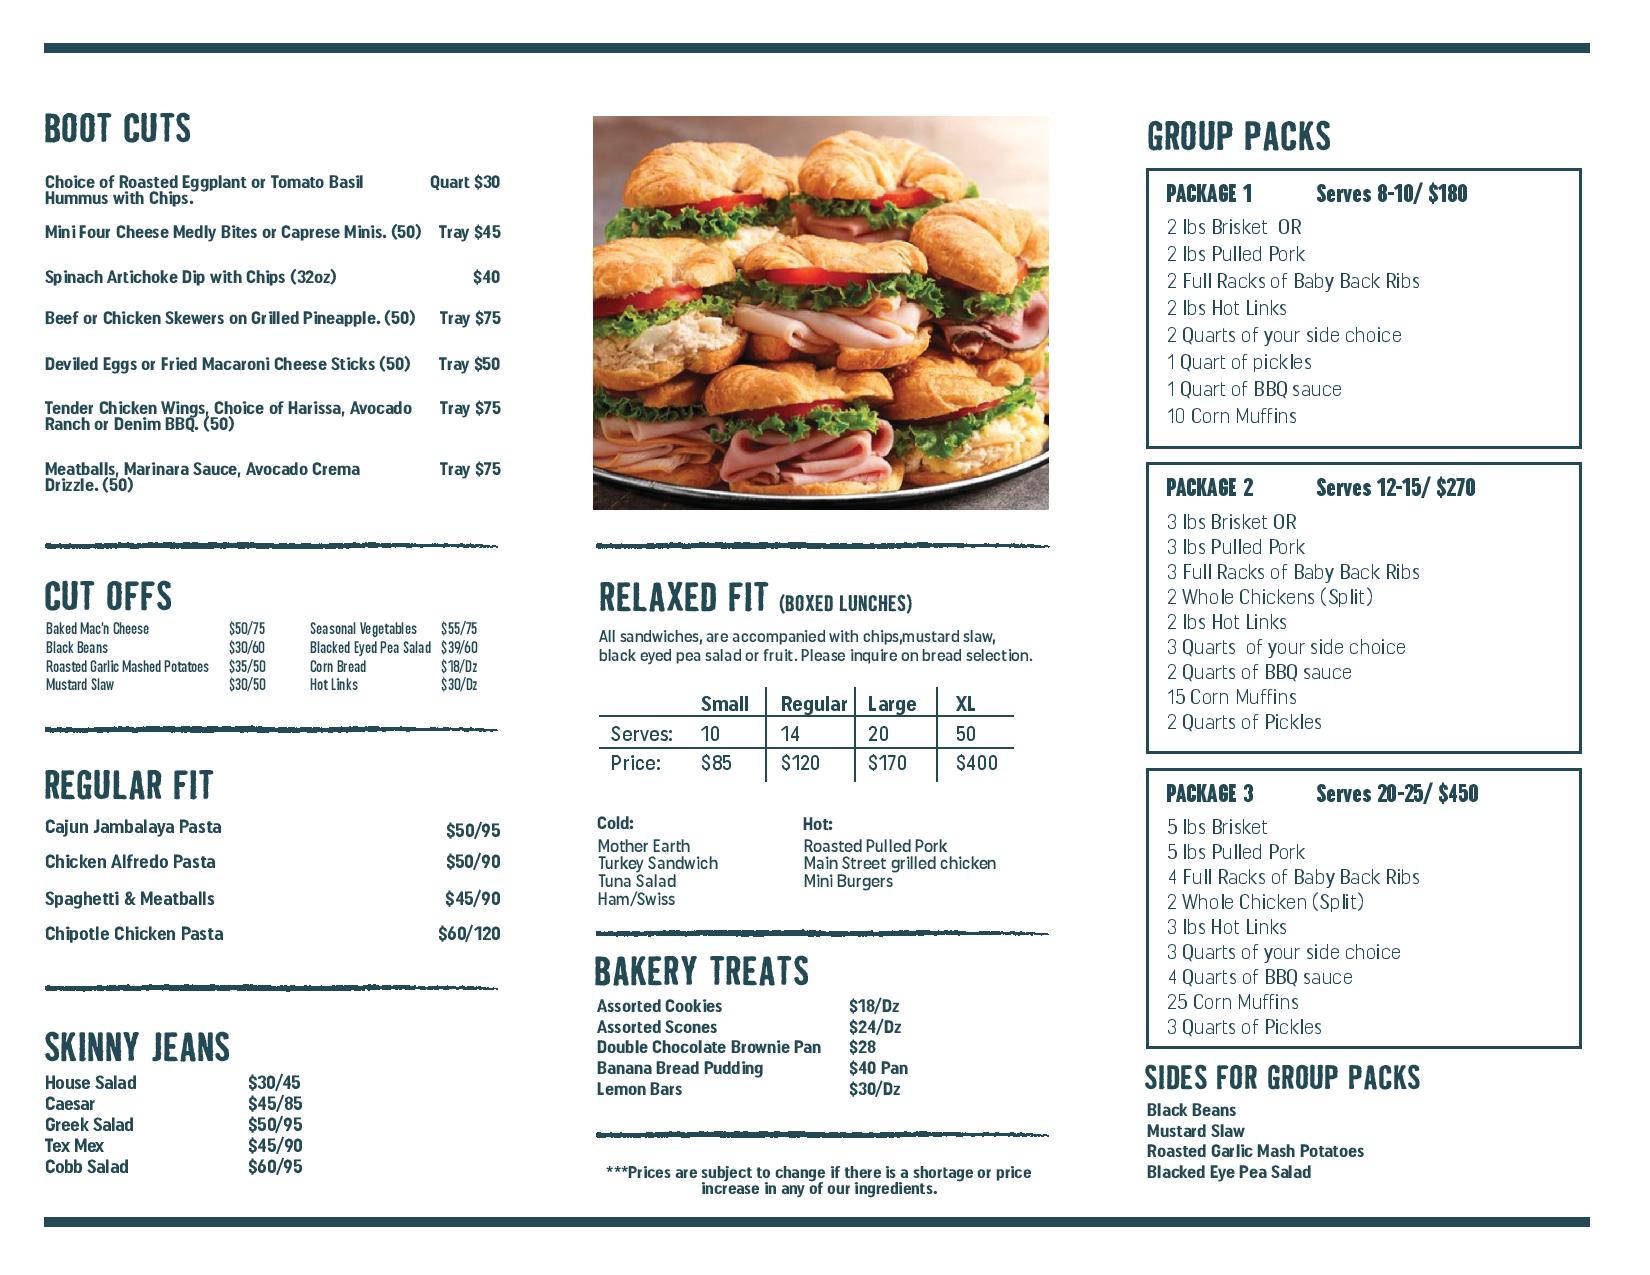 BOOT CUTS
Choice of Roasted Eggplant or Tomato Basil Quart $30
Hummus with Chips.
Mini Four Cheese Medly Bites or Caprese Minis. (50) Tray $45
Spinach Artichoke Dip with Chips (32oz) $40
Beef or Chicken Skewers on Grilled Pineapple. (50) Tray $75
Deviled Eggs or Fried Macaroni Cheese Sticks (50) Tray $50
Tender Chicken Wings, Choice of Harissa, Avocado Tray $75
Ranch or Denim BBQ. (50)
Meatballs, Marinara Sauce, Avocado Crema Tray $75
Drizzle. (50)
CUT OFFS
Baked Mac'n Cheese $50/75 Seasonal Vegetables $55/75
Black Beans $30/60 Blacked Eyed Pea Salad $39/60
Roasted Garlic Mashed Potatoes $35/50 Corn Bread $18/Dz
Mustard Slaw $30/50 Hot Links $30/Dz
REGULAR FIT
Cajun Jambalaya Pasta $50/95
Chicken Alfredo Pasta $50/90
Spaghetti & Meatballs $45/90
Chipotle Chicken Pasta $60/120
SKINNY JEANS
House Salad $30/45
Caesar $45/85
Greek Salad $50/95
Tex Mex $45/90
Cobb Salad $60/95
RELAXED FIT (BOXED LUNCHES)
All sandwiches, are accompanied with chips,mustard slaw,
black eyed pea salad or fruit. Please inquire on bread selection.
Small Regular Large XL
Serves: 10 14 20 50
Price: $85 $120 $170 $400
Cold: Hot:
Mother Earth Roasted Pulled Pork
Turkey Sandwich Main Street grilled chicken
Tuna Salad Mini Burgers
Ham/Swiss
BAKERY TREATS
Assorted Cookies $18/Dz
Assorted Scones $24/Dz
Double Chocolate Brownie Pan $28
Banana Bread Pudding $40 Pan
Lemon Bars $30/Dz
***Prices are subject to change if there is a shortage or price
increase in any of our ingredients.
GROUP PACKS
PACKAGE 1 Serves 8-10/ $180
2 lbs Brisket OR
2 lbs Pulled Pork
2 Full Racks of Baby Back Ribs
2 lbs Hot Links
2 Quarts of your side choice
1 Quart of pickles
1 Quart of BBQ sauce
10 Corn Muffins
PACKAGE 2 Serves 12-15/ $270
3 lbs Brisket OR
3 lbs Pulled Pork
3 Full Racks of Baby Back Ribs
2 Whole Chickens (Split)
2 lbs Hot Links
3 Quarts of your side choice
2 Quarts of BBQ sauce
15 Corn Muffins
2 Quarts of Pickles
PACKAGE 3 Serves 20-25/ $450
5 lbs Brisket
5 lbs Pulled Pork
4 Full Racks of Baby Back Ribs
2 Whole Chicken (Split)
3 lbs Hot Links
3 Quarts of your side choice
4 Quarts of BBQ sauce
25 Corn Muffins
3 Quarts of Pickles
SIDES FOR GROUP PACKS
Black Beans
Mustard Slaw
Roasted Garlic Mash Potatoes
Blacked Eye Pea Salad